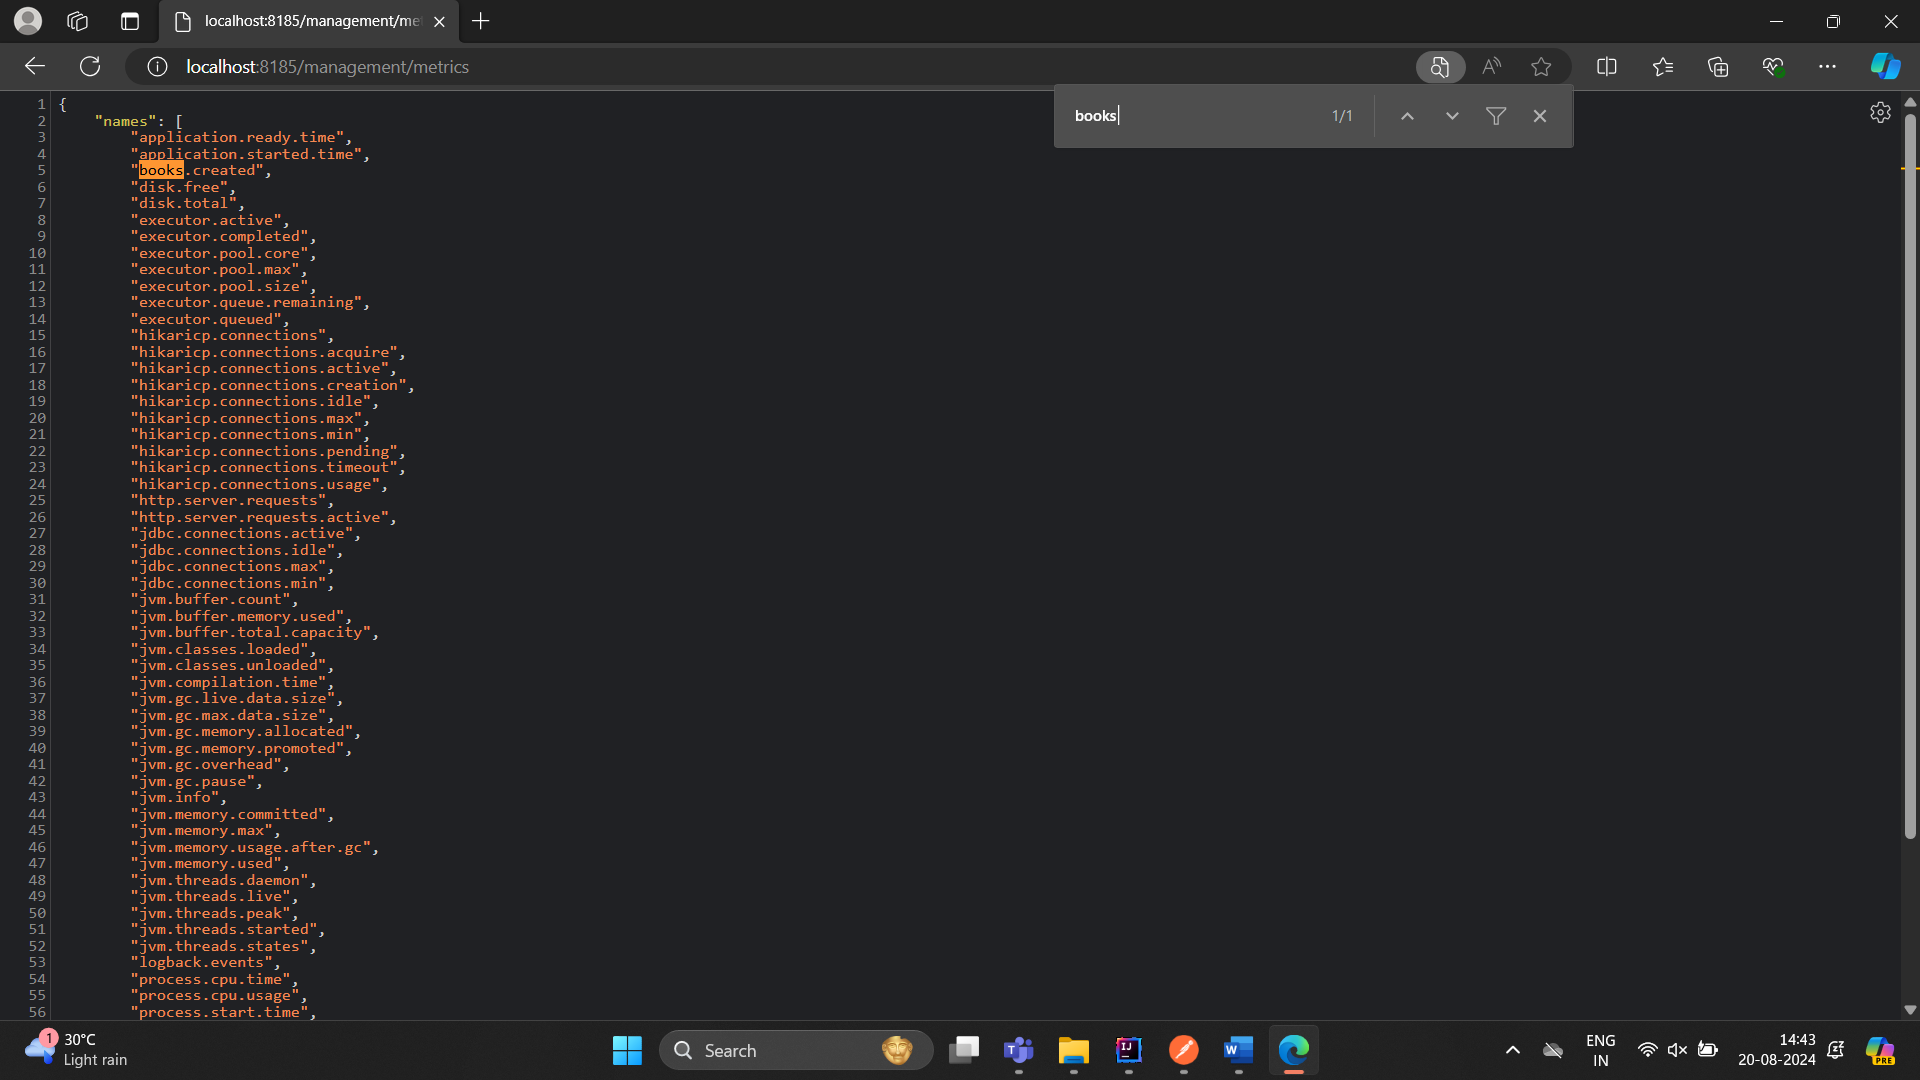 localhost:8185/management/me
localhost:8185/management/metrics
books
1/1
1 {
2 "names": [
3 "application.ready.time",
4 "application.started.time",
5 "books.created",
6 "disk.free",
7 "disk.total",
8 "executor.active",
9 "executor.completed",
10 "executor.pool.core",
11 "executor.pool.max",
12 "executor.pool.size",
13 "executor.queue.remaining",
14 "executor.queued",
15 "hikaricp.connections",
16 "hikaricp.connections.acquire",
17 "hikaricp.connections.active",
18 "hikaricp.connections.creation",
19 "hikaricp.connections.idle",
20 "hikaricp.connections.max",
21 "hikaricp.connections.min",
22 "hikaricp.connections.pending",
23 "hikaricp.connections.timeout",
24 "hikaricp.connections.usage",
25 "http.server.requests",
26 "http.server.requests.active",
27 "jdbc.connections.active",
28 "jdbc.connections.idle",
29 "jdbc.connections.max",
30 "jdbc.connections.min",
31 "jvm.buffer.count",
32 "jvm.buffer.memory.used",
33 "jvm.buffer.total.capacity",
34 "jvm.classes.loaded",
35 "jvm.classes.unloaded",
36 "jvm.compilation.time",
37 "jvm.gc.live.data.size",
38 "jvm.gc.max.data.size",
39 "jvm.gc.memory.allocated",
40 "jvm.gc.memory.promoted",
41 "jvm.gc.overhead",
42 "jvm.gc.pause",
43 "jvm.info",
44 "jvm.memory.committed",
45 "jvm.memory.max",
46 "jvm.memory.usage.after.gc",
47 "jvm.memory.used",
48 "jvm.threads.daemon",
49 "jvm.threads.live",
50 "jvm.threads.peak",
51 "jvm.threads.started",
52 "jvm.threads.states",
53 "logback.events",
54 "process.cpu.time",
55 "process.cpu.usage",
56 "process.start.time",
1
30°C
Light rain
Search
ENG
IN
14:43
20-08-2024
PRE